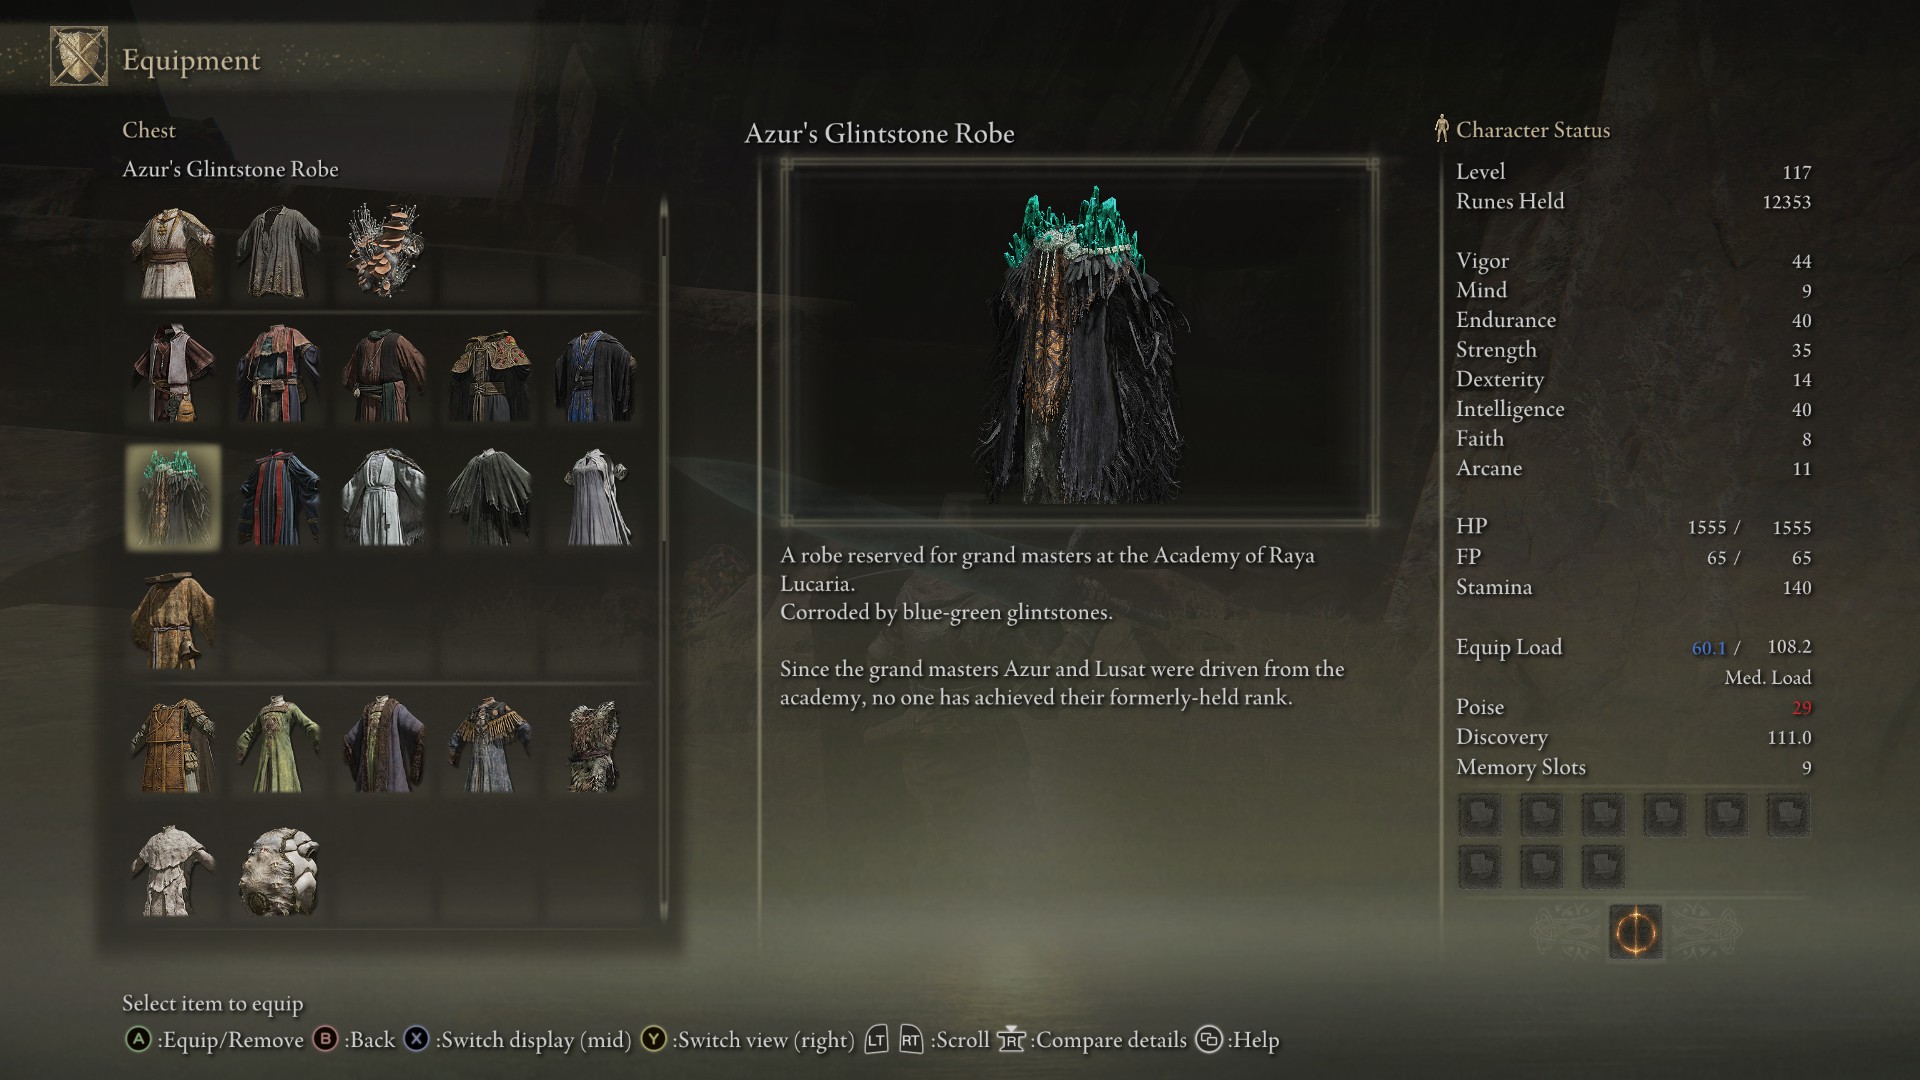 Equipment
Chest
Azur's Glintstone Robe
Azur's Glintstone Robe
A robe reserved for grand masters at the Academy of Raya
Lucaria.
Corroded by blue-green glintstones.
Since the grand masters Azur and Lusat were driven from the
academy, no one has achieved their formerly-held rank.
Character Status
Level 117
Runes Held 12353
Vigor 44
Mind 9
Endurance 40
Strength 35
Dexterity 14
Intelligence 40
Faith 8
Arcane 11
HP 1555 / 1555
FP 65 / 65
Stamina 140
Equip Load 60.1 / 108.2
Med. Load
Poise 29
Discovery 111.0
Memory Slots 9
Select item to equip
A :Equip/Remove B :Back X :Switch display (mid) Y :Switch view (right) LT RT :Scroll R :Compare details :Help